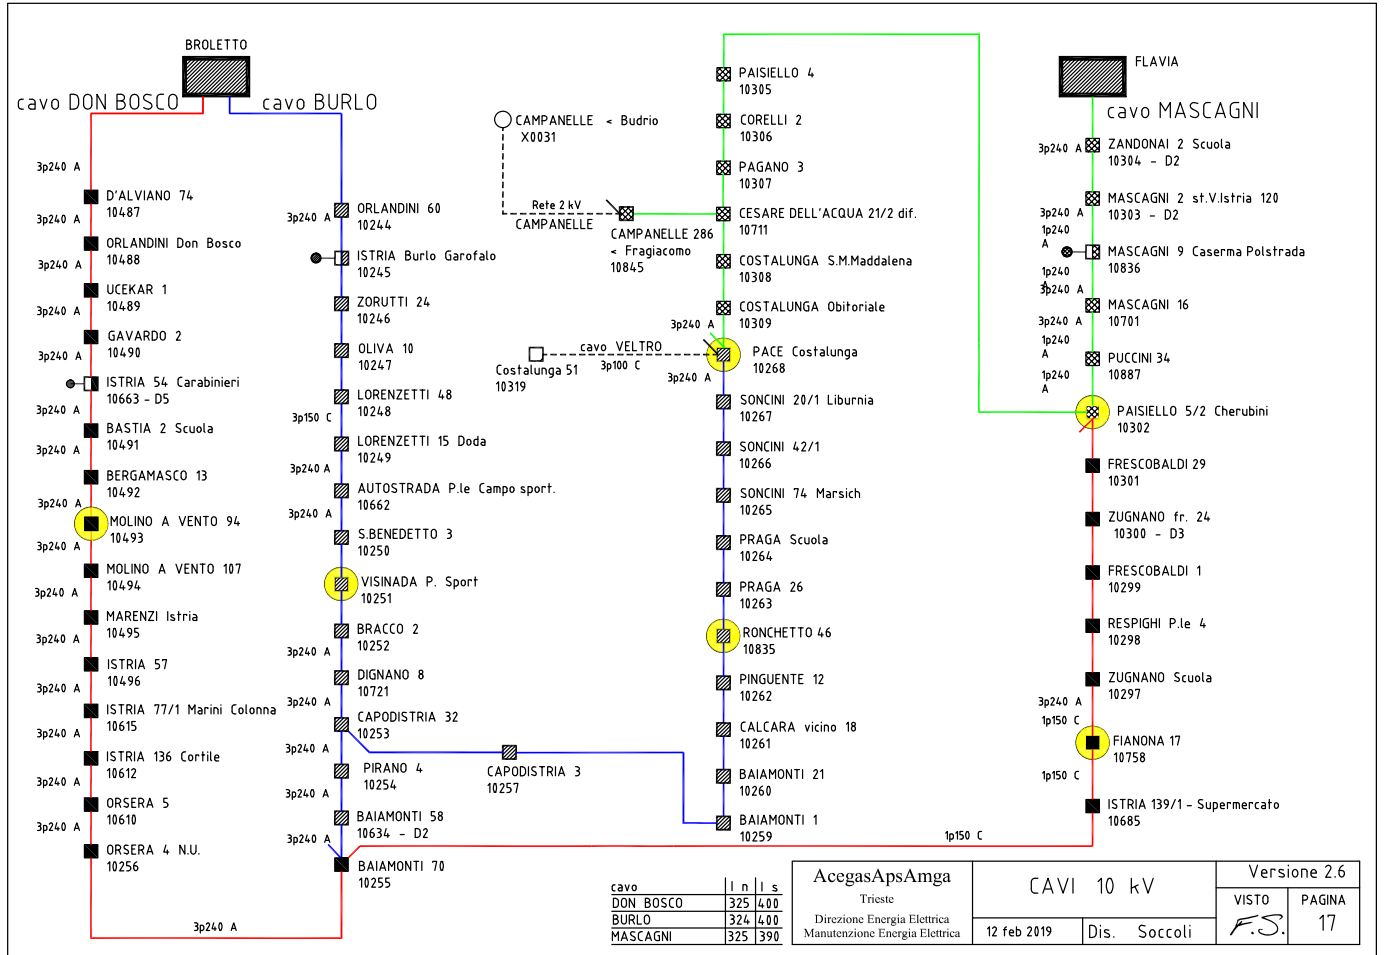 BROLETTO
cavo DON BOSCO
cavo BURLO
3p240 A
D'ALVIANO 74
10487
3p240 A
ORLANDINI Don Bosco
10488
3p240 A
UCEKAR 1
10489
GAVARDO 2
10490
3p240 A
ISTRIA 54 Carabinieri
10663 - D5
3p240 A
BASTIA 2 Scuola
10491
3p240 A
BERGAMASCO 13
10492
3p240 A
MOLINO A VENTO 94
10493
3p240 A
MOLINO A VENTO 107
10494
3p240 A
MARENZI Istria
10495
3p240 A
ISTRIA 57
10496
3p240 A
ISTRIA 77/1 Marini Colonna
10615
3p240 A
ISTRIA 136 Cortile
10612
3p240 A
ORSERA 5
10610
3p240 A
ORSERA 4 N.U.
10256
3p240 A
3p240 A
ORLANDINI 60
10244
ISTRIA Burlo Garofalo
10245
ZORUTTI 24
10246
OLIVA 10
10247
LORENZETTI 48
10248
3p150 C
LORENZETTI 15 Doda
10249
3p240 A
AUTOSTRADA P.le Campo sport.
10662
3p240 A
S.BENEDETTO 3
10250
VISINADA P. Sport
10251
BRACCO 2
10252
3p240 A
DIGNANO 8
10721
3p240 A
CAPODISTRIA 32
10253
3p240 A
PIRANO 4
10254
3p240 A
BAIAMONTI 58
10634 - D2
3p240 A
BAIAMONTI 70
10255
CAPODISTRIA 3
10257
CAMPANELLE < Budrio
X0031
Rete 2 kV
CAMPANELLE
CAMPANELLE 286
< Fragiacomo
10845
PAISIELLO 4
10305
CORELLI 2
10306
PAGANO 3
10307
CESARE DELL'ACQUA 21/2 dif.
10711
COSTALUNGA S.M.Maddalena
10308
COSTALUNGA Obitoriale
10309
3p240 A
cavo VELTRO
3p100 C
Costalunga 51
10319
PACE Costalunga
10268
3p240 A
SONCINI 20/1 Liburnia
10267
SONCINI 42/1
10266
SONCINI 74 Marsich
10265
PRAGA Scuola
10264
PRAGA 26
10263
RONCHETTO 46
10835
PINGUENTE 12
10262
CALCARA vicino 18
10261
BAIAMONTI 21
10260
BAIAMONTI 1
10259
FLAVIA
cavo MASCAGNI
3p240 A
ZANDONAI 2 Scuola
10304 - D2
MASCAGNI 2 st.V.Istria 120
10303 - D2
3p240 A
1p240
A
MASCAGNI 9 Caserma Polstrada
10836
1p240
A
3p240 A
MASCAGNI 16
10701
3p240 A
1p240
A
PUCCINI 34
10887
1p240
A
PAISIELLO 5/2 Cherubini
10302
FRESCOBALDI 29
10301
ZUGNANO fr. 24
10300 - D3
FRESCOBALDI 1
10299
RESPIGHI P.le 4
10298
ZUGNANO Scuola
10297
3p240 A
1p150 C
FIANONA 17
10758
1p150 C
ISTRIA 139/1 - Supermercato
10685
1p150 C
cavo I n I s
DON BOSCO 325 400
BURLO 324 400
MASCAGNI 325 390
AcegasApsAmga
Trieste
Direzione Energia Elettrica
Manutenzione Energia Elettrica
CAVI 10 kV
12 feb 2019
Dis. Soccoli
Versione 2.6
VISTO
F.S.
PAGINA
17